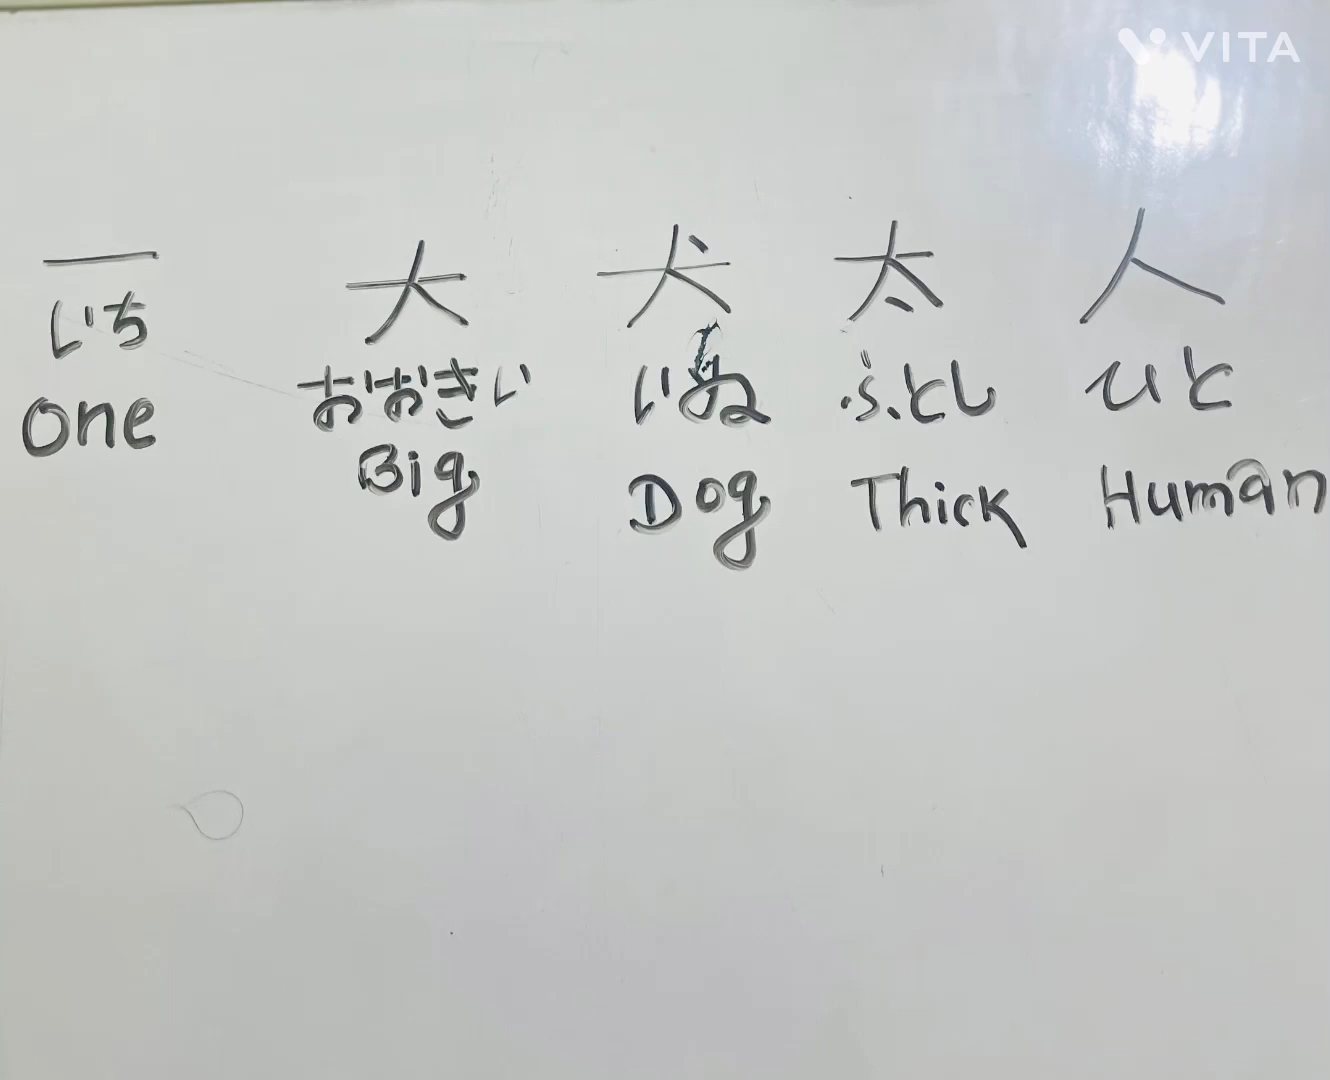 VITA
一 大 犬 太 人
いち おおきい いぬ ふとし ひと
One Big Dog Thick Human